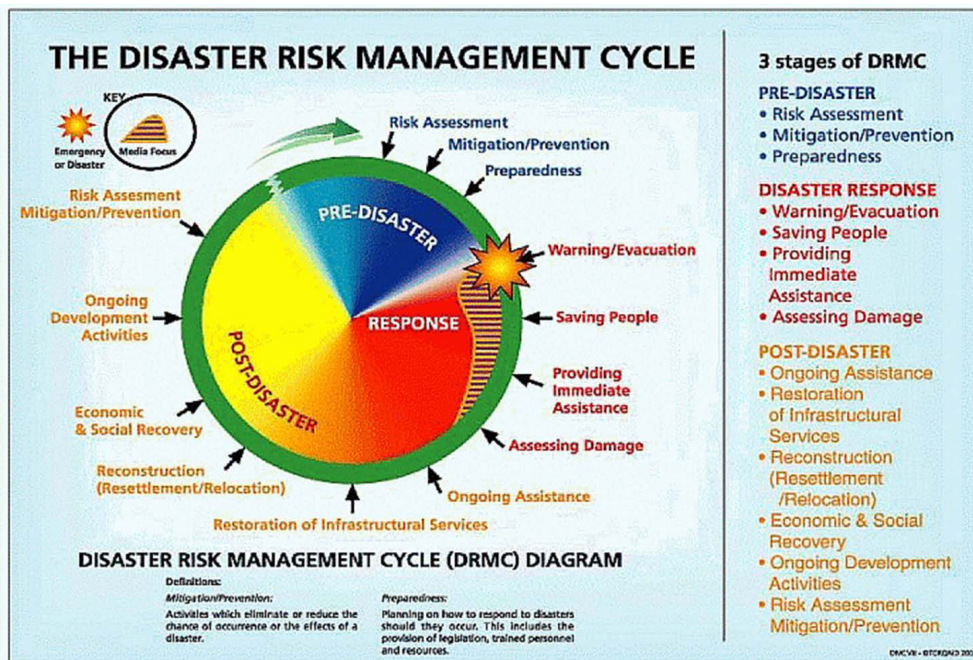 THE DISASTER RISK MANAGEMENT CYCLE
KEY
Emergency
or Disaster
Media Focus
Risk Assessment
Mitigation/Prevention
Preparedness
Warning/Evacuation
Saving People
Providing
Immediate
Assistance
Assessing Damage
Ongoing Assistance
Restoration of Infrastructural Services
Reconstruction
(Resettlement/Relocation)
Economic
& Social Recovery
Ongoing
Development
Activities
Risk Assesment
Mitigation/Prevention
PRE-DISASTER
RESPONSE
POST-DISASTER
DISASTER RISK MANAGEMENT CYCLE (DRMC) DIAGRAM
Definitions:
Mitigation/Prevention:
Activities which eliminate or reduce the
chance of occurrence or the effects of a
disaster.
Preparedness:
Planning on how to respond to disasters
should they occur. This includes the
provision of legislation, trained personnel
and resources.
3 stages of DRMC
PRE-DISASTER
• Risk Assessment
• Mitigation/Prevention
• Preparedness
DISASTER RESPONSE
• Warning/Evacuation
• Saving People
• Providing
Immediate
Assistance
• Assessing Damage
POST-DISASTER
• Ongoing Assistance
• Restoration
of Infrastructural
Services
• Reconstruction
(Resettlement
/Relocation)
• Economic & Social
Recovery
• Ongoing Development
Activities
• Risk Assessment
Mitigation/Prevention